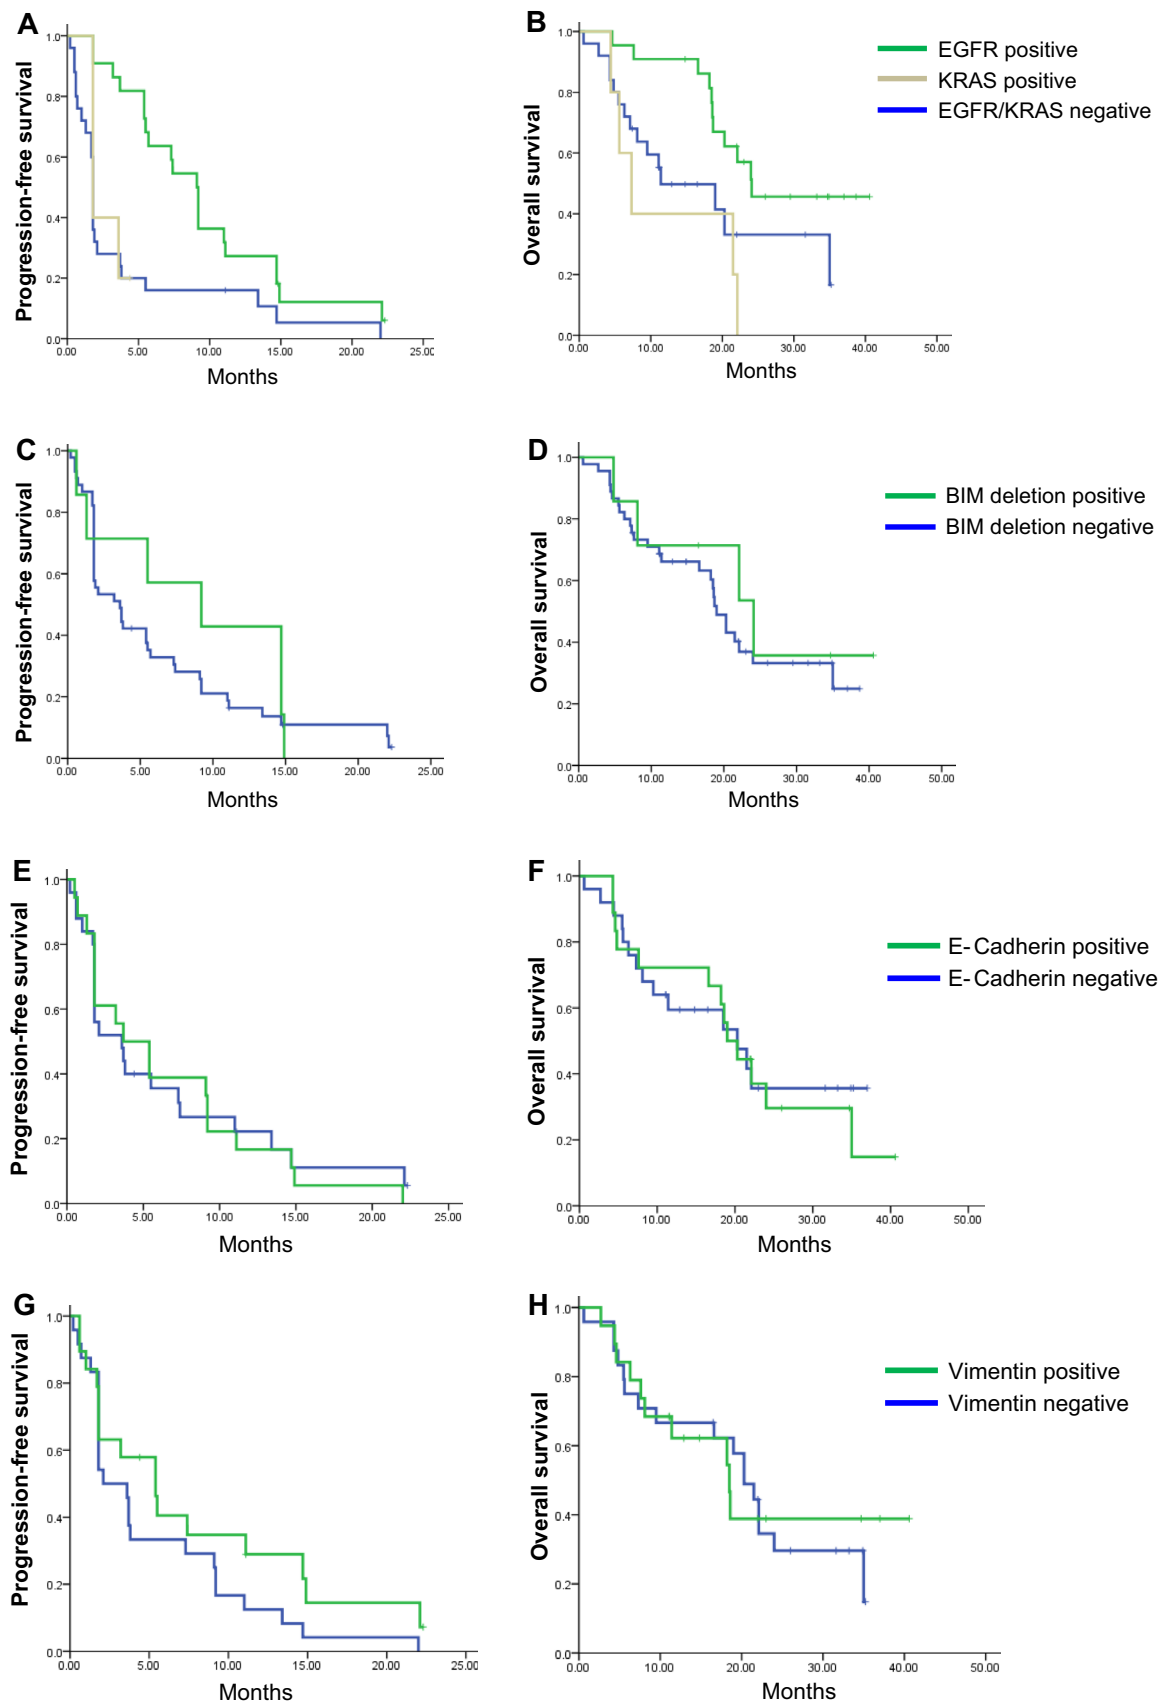 A
Progression-free survival
1.0
0.8
0.6
0.4
0.2
0.0
0.00 5.00 10.00 15.00 20.00 25.00
Months
B
Overall survival
1.0
0.8
0.6
0.4
0.2
0.0
0.00 10.00 20.00 30.00 40.00 50.00
Months
EGFR positive
KRAS positive
EGFR/KRAS negative
C
Progression-free survival
1.0
0.8
0.6
0.4
0.2
0.0
0.00 5.00 10.00 15.00 20.00 25.00
Months
D
Overall survival
1.0
0.8
0.6
0.4
0.2
0.0
0.00 10.00 20.00 30.00 40.00 50.00
Months
BIM deletion positive
BIM deletion negative
E
Progression-free survival
1.0
0.8
0.6
0.4
0.2
0.0
0.00 5.00 10.00 15.00 20.00 25.00
Months
F
Overall survival
1.0
0.8
0.6
0.4
0.2
0.0
0.00 10.00 20.00 30.00 40.00 50.00
Months
E-Cadherin positive
E-Cadherin negative
G
Progression-free survival
1.0
0.8
0.6
0.4
0.2
0.0
0.00 5.00 10.00 15.00 20.00 25.00
Months
H
Overall survival
1.0
0.8
0.6
0.4
0.2
0.0
0.00 10.00 20.00 30.00 40.00 50.00
Months
Vimentin positive
Vimentin negative